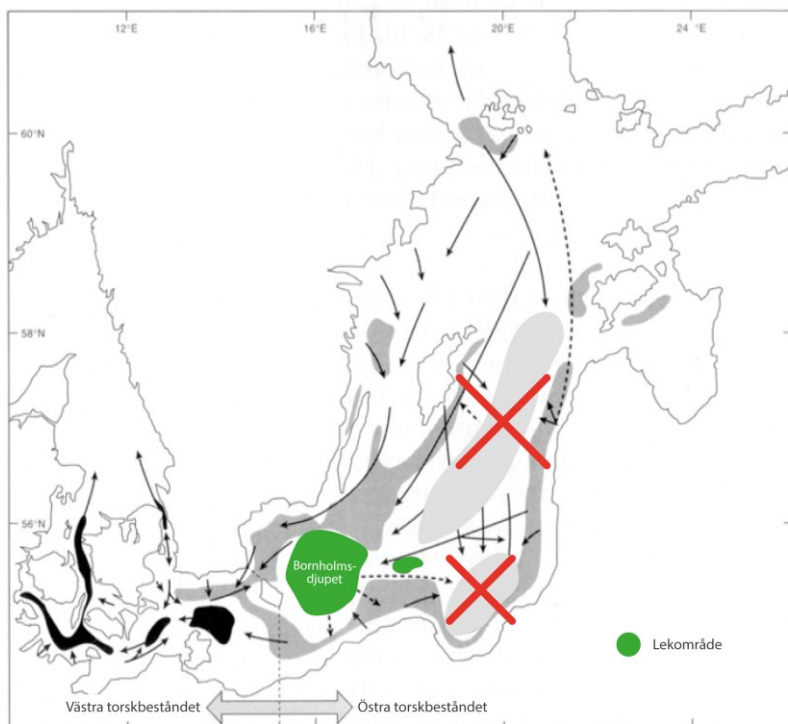 12°E
16°E
20°E
24 °E
60°N
58°N
56°N
Bornholms-
djupet
Lekområde
Västra torskbeståndet
Östra torskbeståndet